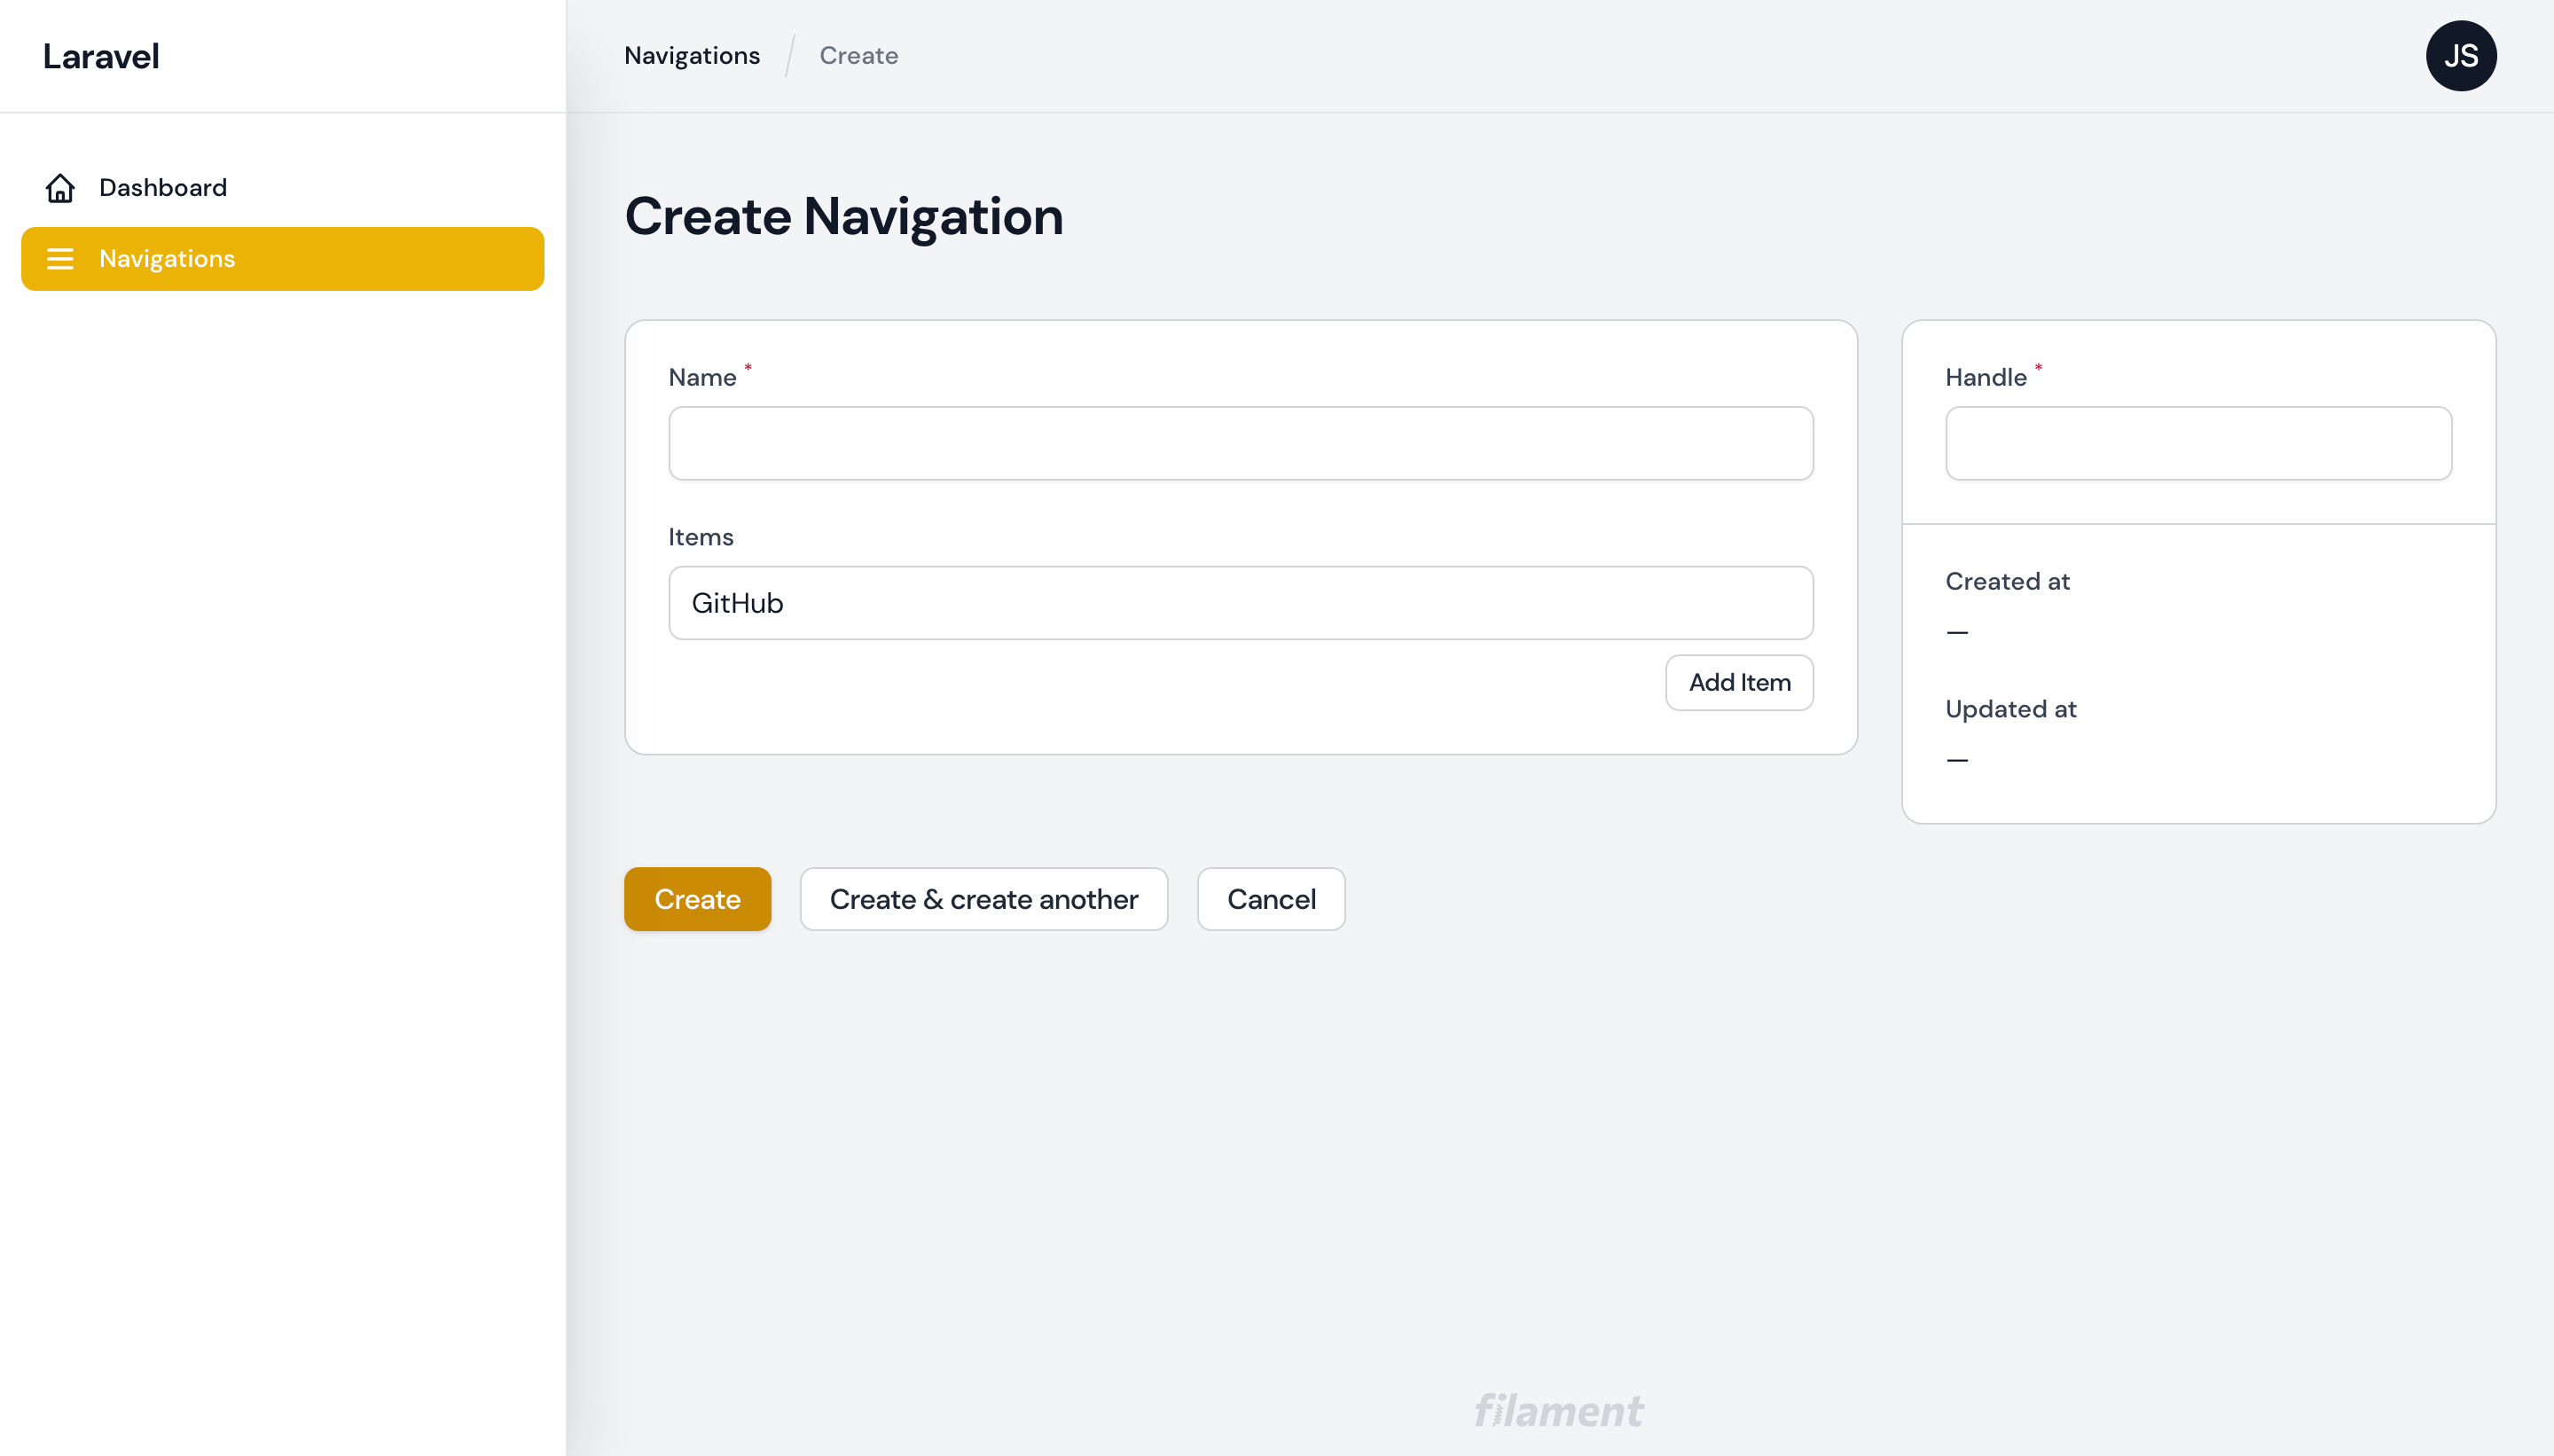 Laravel
Navigations / Create
JS
Dashboard
Navigations
Create Navigation
Name *
Items
GitHub
Add Item
Handle *
Created at
—
Updated at
—
Create
Create & create another
Cancel
filament